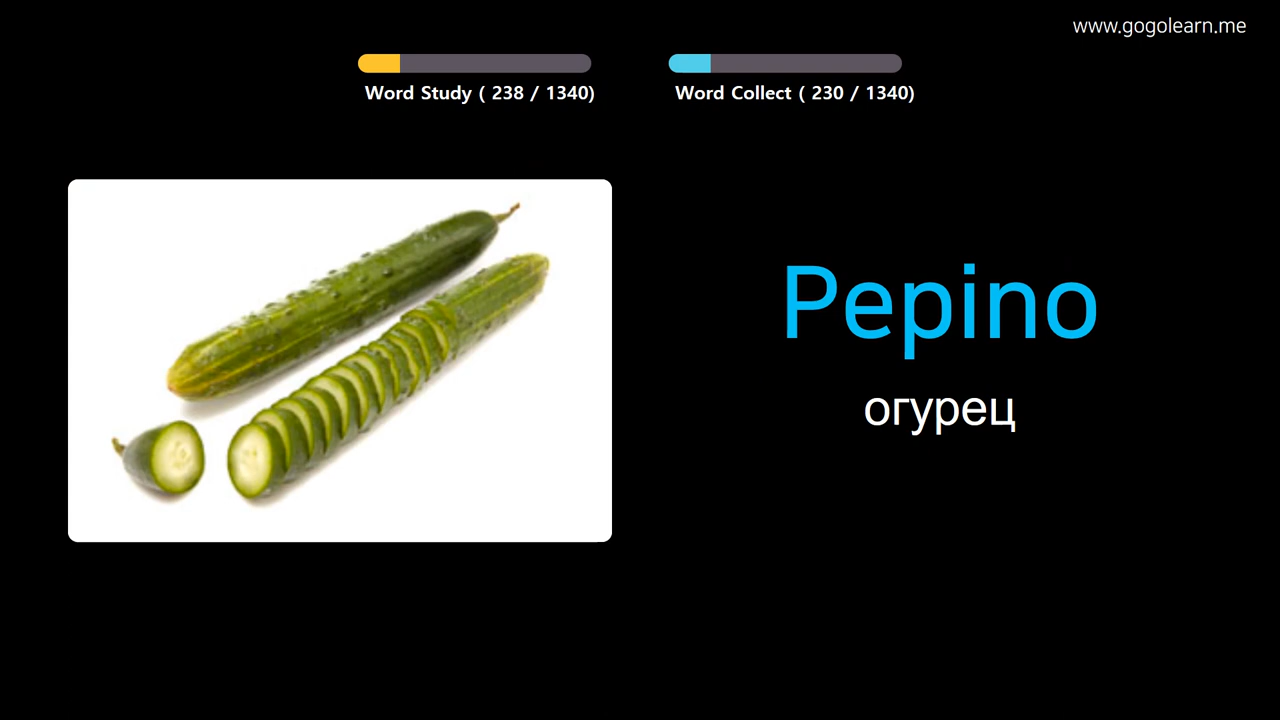 www.gogolearn.me
Word Study ( 238 / 1340)
Word Collect ( 230 / 1340)
Pepino
огурец